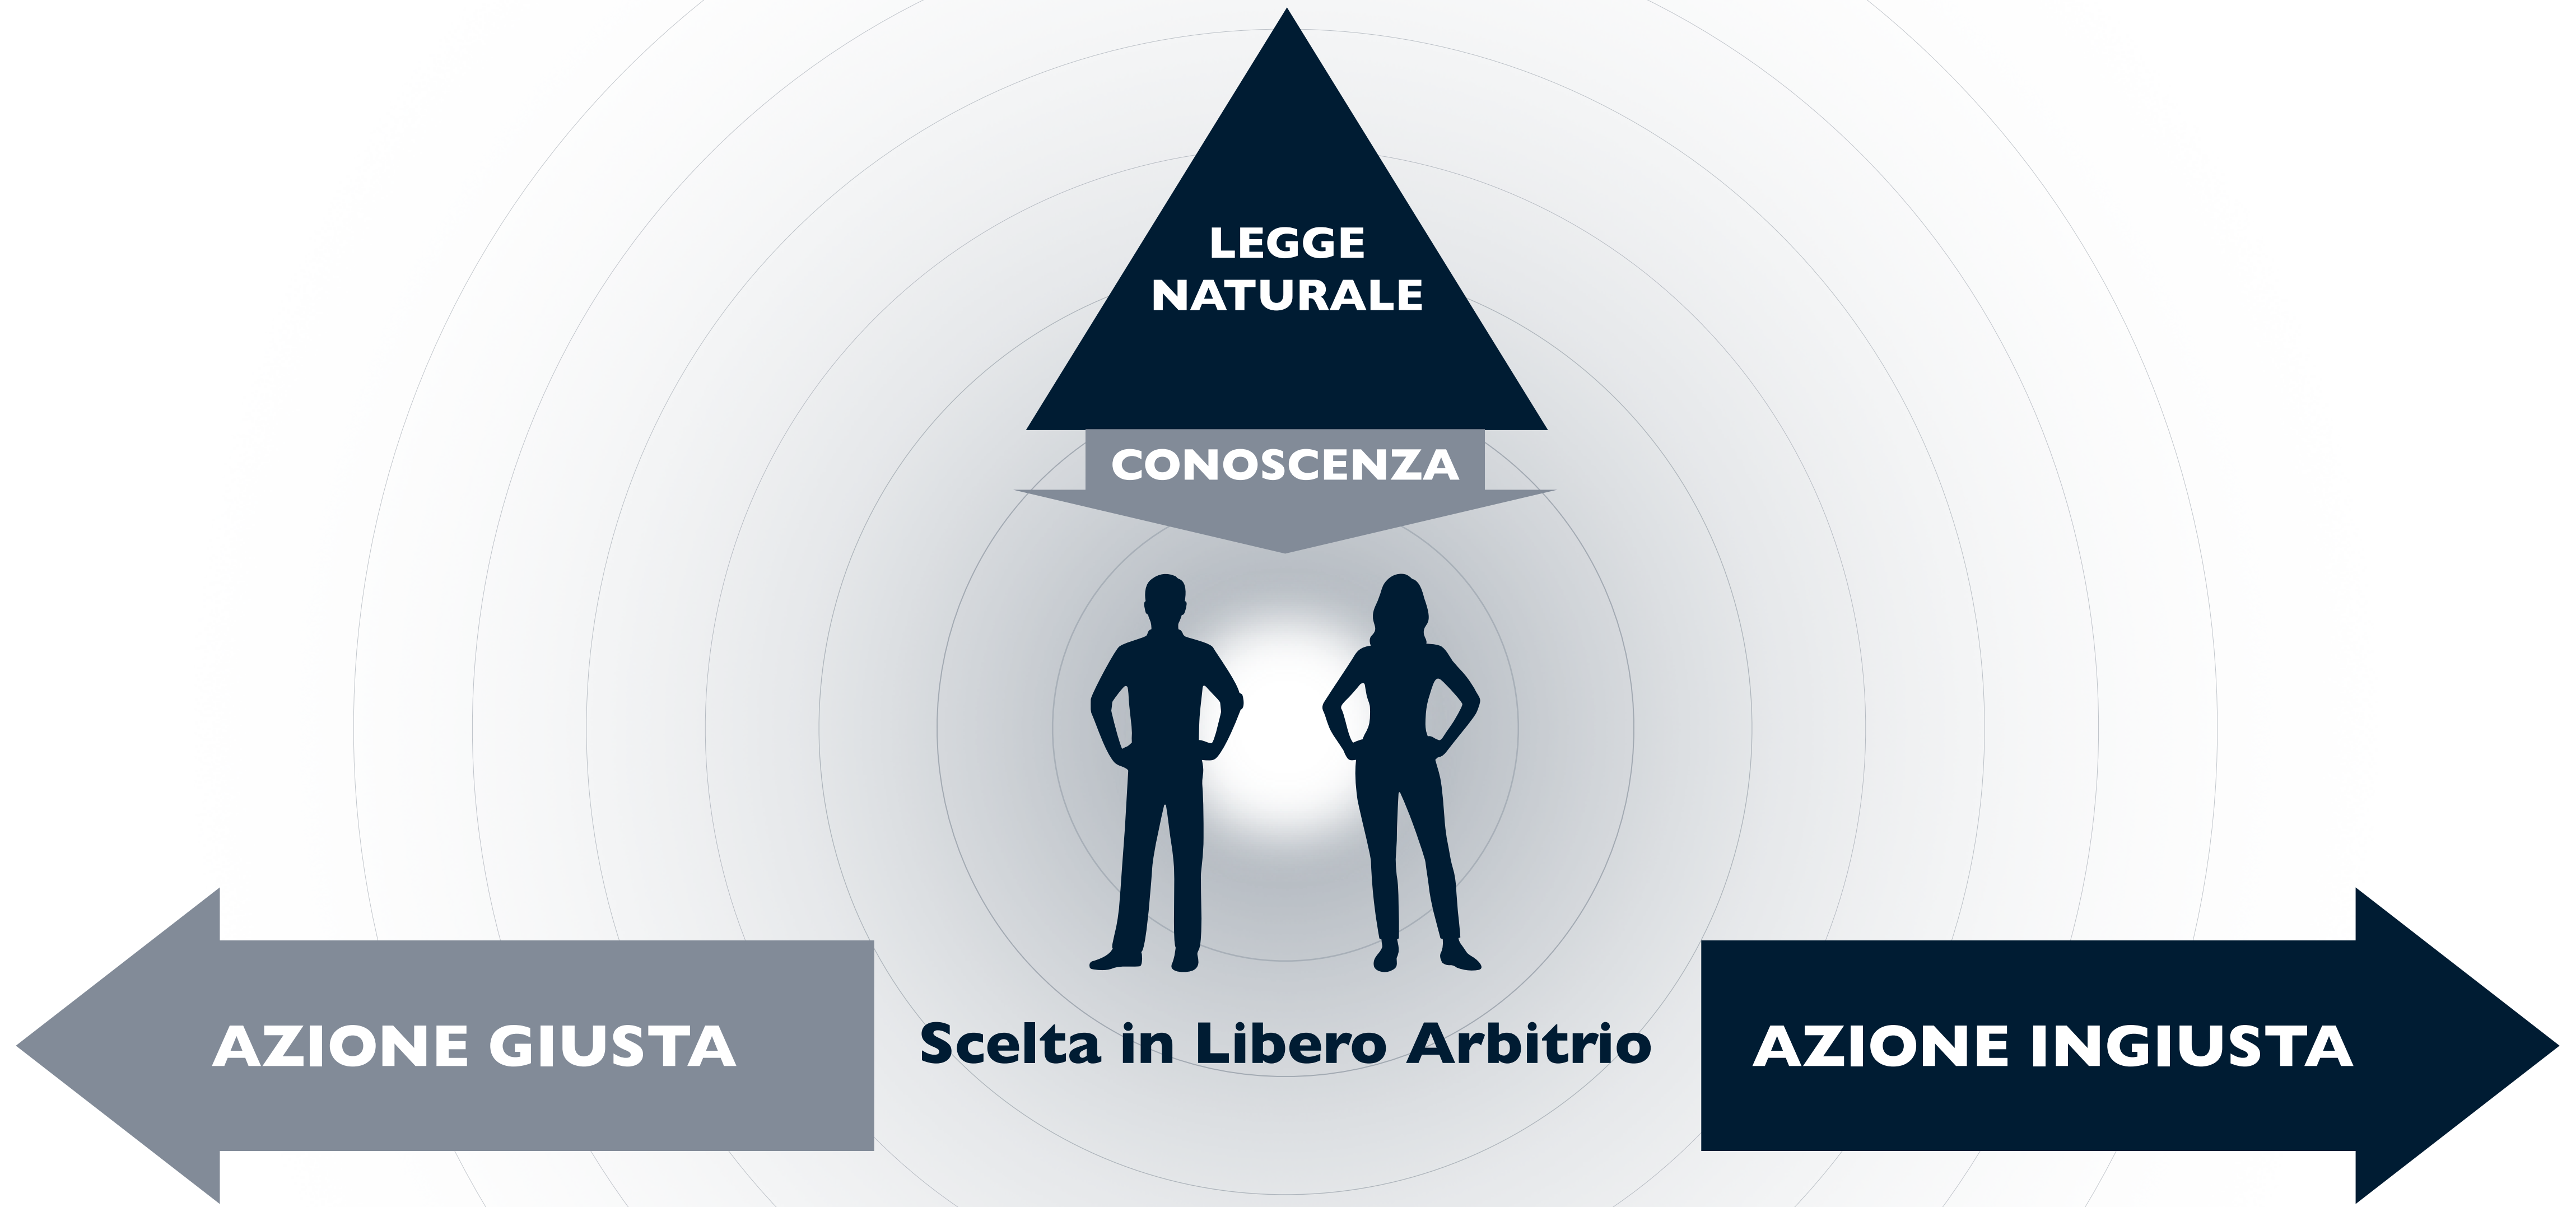 LEGGE
NATURALE
CONOSCENZA
AZIONE GIUSTA
Scelta in Libero Arbitrio
AZIONE INGIUSTA